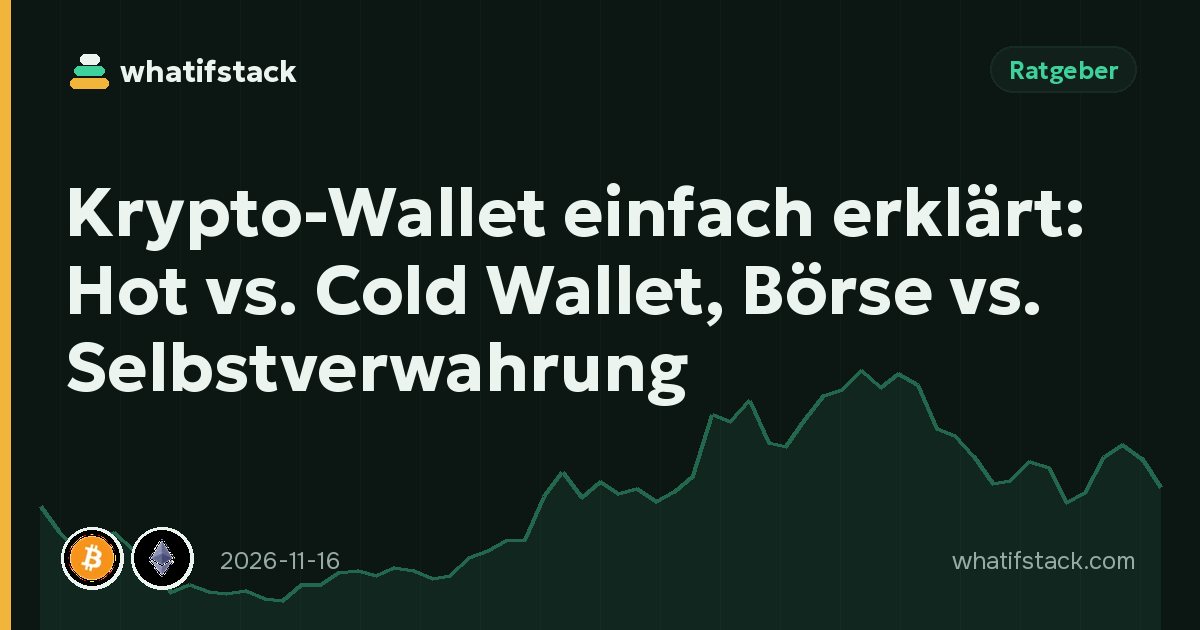 whatifstack
Ratgeber
Krypto-Wallet einfach erklärt:
Hot vs. Cold Wallet, Börse vs.
Selbstverwahrung
2026-11-16
whatifstack.com